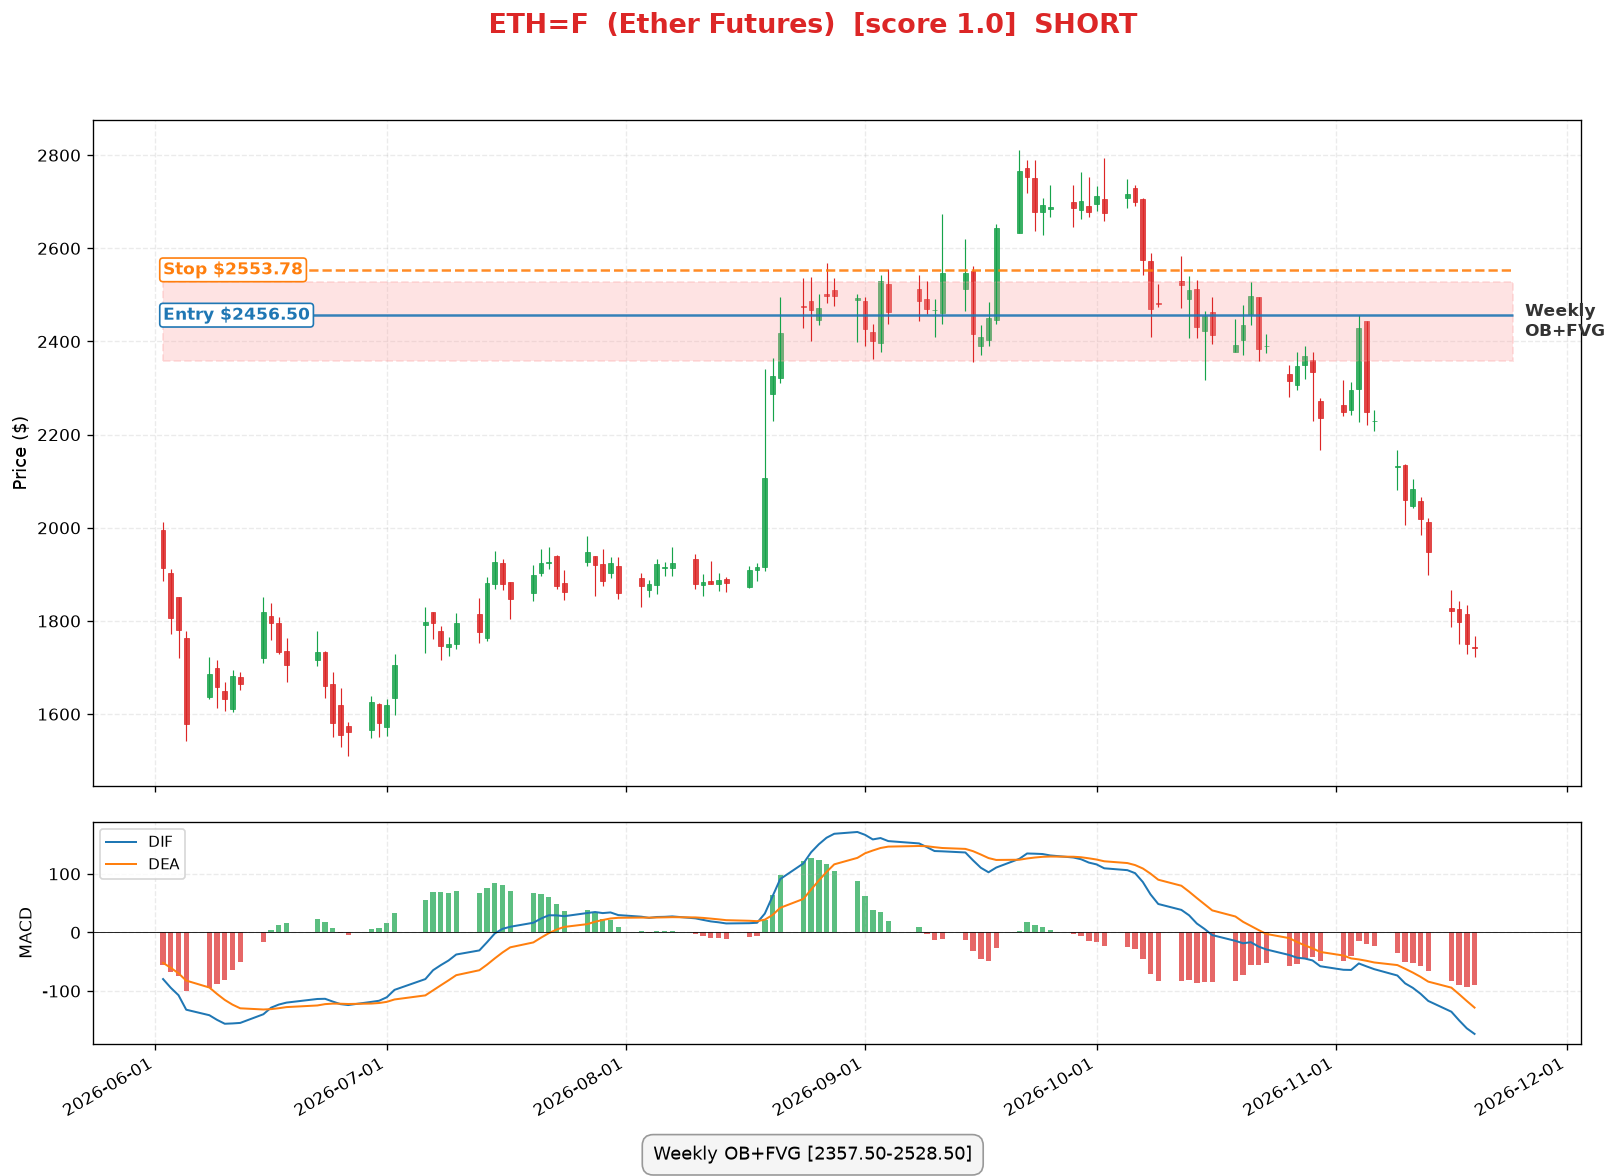 ETH=F  (Ether Futures)  [score 1.0]  SHORT
2800
2600
2400
2200
2000
1800
1600
Price ($)
Stop $2553.78
Entry $2456.50
Weekly
OB+FVG
DIF
DEA
100
0
-100
MACD
2026-06-01
2026-07-01
2026-08-01
2026-09-01
2026-10-01
2026-11-01
2026-12-01
Weekly OB+FVG [2357.50-2528.50]